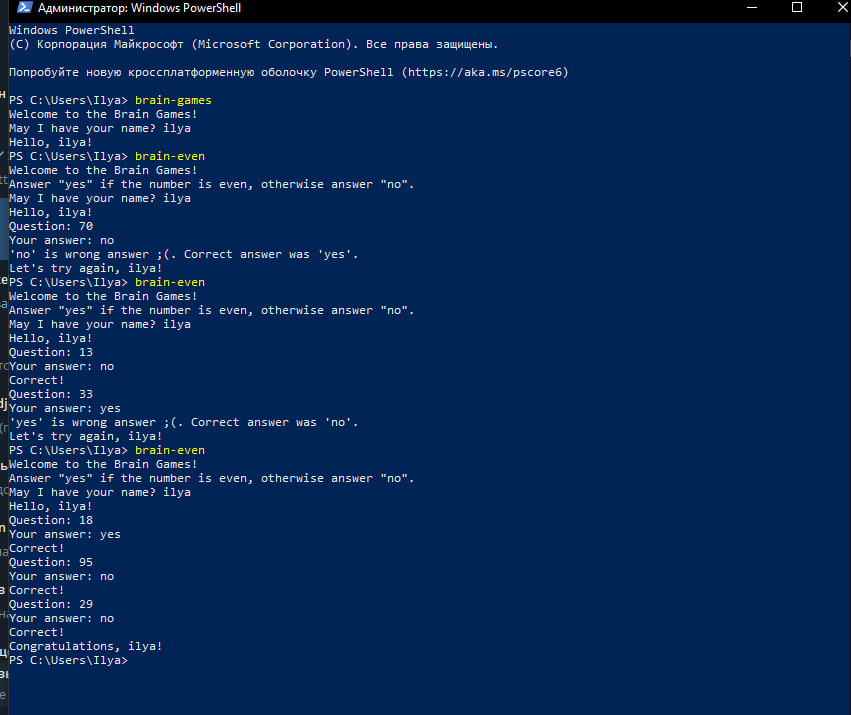 Администратор: Windows PowerShell
Windows PowerShell
(C) Корпорация Майкрософт (Microsoft Corporation). Все права защищены.
Попробуйте новую кроссплатформенную оболочку PowerShell (https://aka.ms/pscore6)
PS C:\Users\Ilya> brain-games
Welcome to the Brain Games!
May I have your name? ilya
Hello, ilya!
PS C:\Users\Ilya> brain-even
Welcome to the Brain Games!
Answer "yes" if the number is even, otherwise answer "no".
May I have your name? ilya
Hello, ilya!
Question: 70
Your answer: no
'no' is wrong answer ;(. Correct answer was 'yes'.
Let's try again, ilya!
PS C:\Users\Ilya> brain-even
Welcome to the Brain Games!
Answer "yes" if the number is even, otherwise answer "no".
May I have your name? ilya
Hello, ilya!
Question: 13
Your answer: no
Correct!
Question: 33
Your answer: yes
'yes' is wrong answer ;(. Correct answer was 'no'.
Let's try again, ilya!
PS C:\Users\Ilya> brain-even
Welcome to the Brain Games!
Answer "yes" if the number is even, otherwise answer "no".
May I have your name? ilya
Hello, ilya!
Question: 18
Your answer: yes
Correct!
Question: 95
Your answer: no
Correct!
Question: 29
Your answer: no
Correct!
Congratulations, ilya!
PS C:\Users\Ilya>